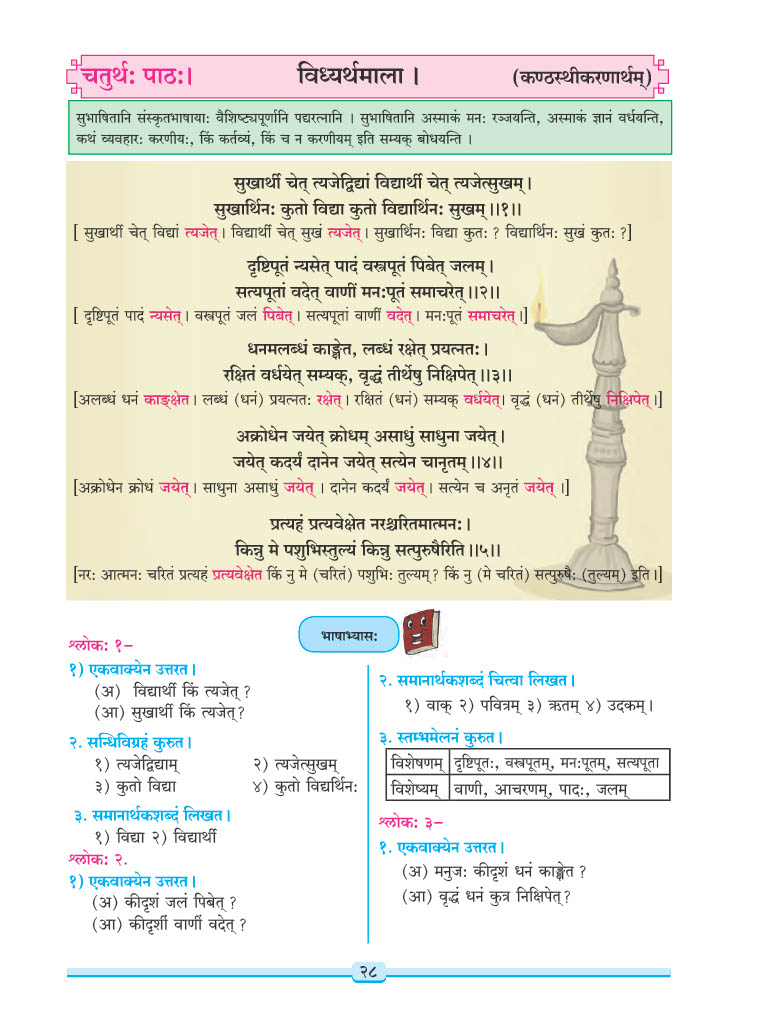 चतुर्थ: पाठ:।
विध्यर्थमाला ।
(कण्ठस्थीकरणार्थम्)
सुभाषितानि संस्कृतभाषाया: वैशिष्ट्यपूर्णानि पद्यरत्नानि । सुभाषितानि अस्माकं मन: रञ्जयन्ति, अस्माकं ज्ञानं वर्धयन्ति,
कथं व्यवहार: करणीय:, किं कर्तव्यं, किं च न करणीयम् इति सम्यक् बोधयन्ति ।
सुखार्थी चेत् त्यजेद्विद्यां विद्यार्थी चेत् त्यजेत्सुखम् ।
सुखार्थिन: कुतो विद्या कुतो विद्यार्थिन: सुखम् ।।१।।
[ सुखार्थी चेत् विद्यां त्यजेत् । विद्यार्थी चेत् सुखं त्यजेत् । सुखार्थिन: विद्या कुत: ? विद्यार्थिन: सुखं कुत: ?]
दृष्टिपूतं न्यसेत् पादं वस्त्रपूतं पिबेत् जलम् ।
सत्यपूतां वदेत् वाणीं मन:पूतं समाचरेत् ।।२।।
[ दृष्टिपूतं पादं न्यसेत् । वस्त्रपूतं जलं पिबेत् । सत्यपूतां वाणीं वदेत् । मन:पूतं समाचरेत् ।]
धनमलब्धं काङ्क्षेत, लब्धं रक्षेत् प्रयत्नत: ।
रक्षितं वर्धयेत् सम्यक्, वृद्धं तीर्थेषु निक्षिपेत् ।।३।।
[अलब्धं धनं काङ्क्षेत । लब्धं (धनं) प्रयत्नत: रक्षेत् । रक्षितं (धनं) सम्यक् वर्धयेत् । वृद्धं (धनं) तीर्थेषु निक्षिपेत् ।]
अक्रोधेन जयेत् क्रोधम् असाधुं साधुना जयेत् ।
जयेत् कदर्यं दानेन जयेत् सत्येन चानृतम् ।।४।।
[अक्रोधेन क्रोधं जयेत् । साधुना असाधुं जयेत् । दानेन कदर्यं जयेत् । सत्येन च अनृतं जयेत् ।]
प्रत्यहं प्रत्यवेक्षेत नरश्चरितमात्मन: ।
किन्नु मे पशुभिस्तुल्यं किन्नु सत्पुरुषैरिति ।।५।।
[नर: आत्मन: चरितं प्रत्यहं प्रत्यवेक्षेत किं नु मे (चरितं) पशुभि: तुल्यम् ? किं नु (मे चरितं) सत्पुरुषै: (तुल्यम्) इति ।]
भाषाभ्यास:
श्लोक: १–
१) एकवाक्येन उत्तरत ।
(अ) विद्यार्थी किं त्यजेत् ?
(आ) सुखार्थी किं त्यजेत् ?
२. सन्धिविग्रहं कुरुत ।
१) त्यजेद्विद्याम् २) त्यजेत्सुखम्
३) कुतो विद्या ४) कुतो विद्यर्थिन:
३. समानार्थकशब्दं लिखत ।
१) विद्या २) विद्यार्थी
श्लोक: २.
१) एकवाक्येन उत्तरत ।
(अ) कीदृशं जलं पिबेत् ?
(आ) कीदृशीं वाणीं वदेत् ?
२. समानार्थकशब्दं चित्वा लिखत ।
१) वाक् २) पवित्रम् ३) ऋतम् ४) उदकम् ।
३. स्तम्भमेलनं कुरुत ।
विशेषणम् दृष्टिपूत:, वस्त्रपूतम्, मन:पूतम्, सत्यपूता
विशेष्यम् वाणी, आचरणम्, पाद:, जलम्
श्लोक: ३–
१. एकवाक्येन उत्तरत ।
(अ) मनुज: कीदृशं धनं काङ्क्षेत ?
(आ) वृद्धं धनं कुत्र निक्षिपेत् ?
२८